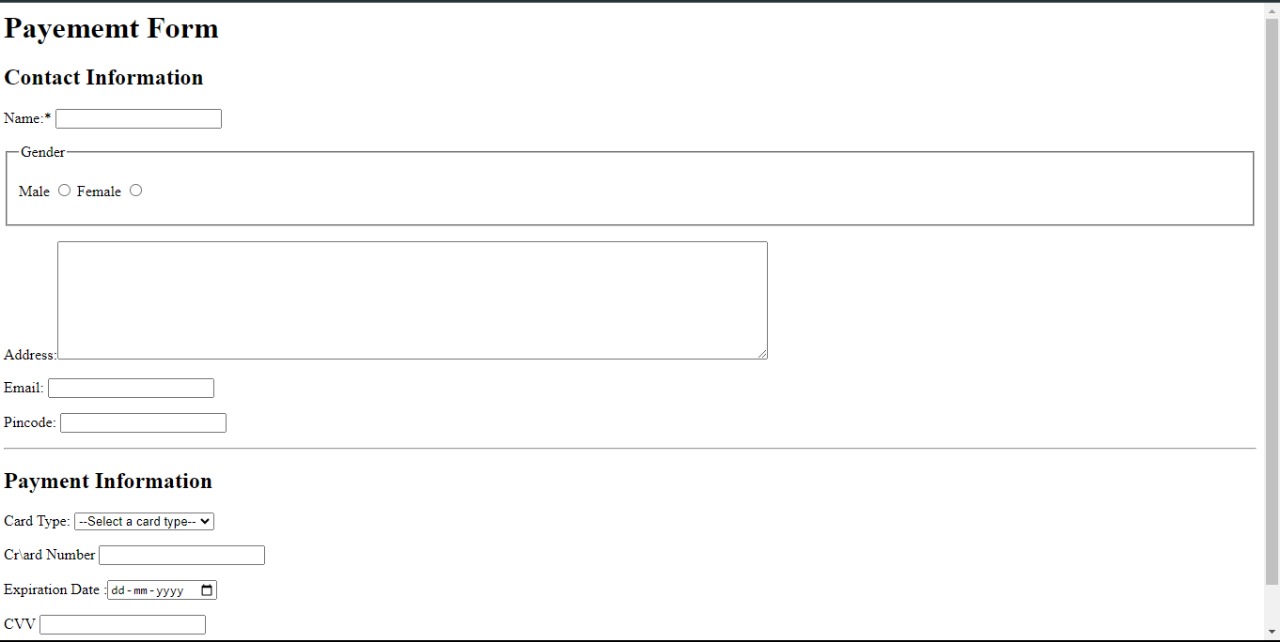 Payememt Form
Contact Information
Name:*
Gender
Male Female
Address:
Email:
Pincode:
Payment Information
Card Type: --Select a card type--
Cr\ard Number
Expiration Date :dd-mm-yyyy
CVV